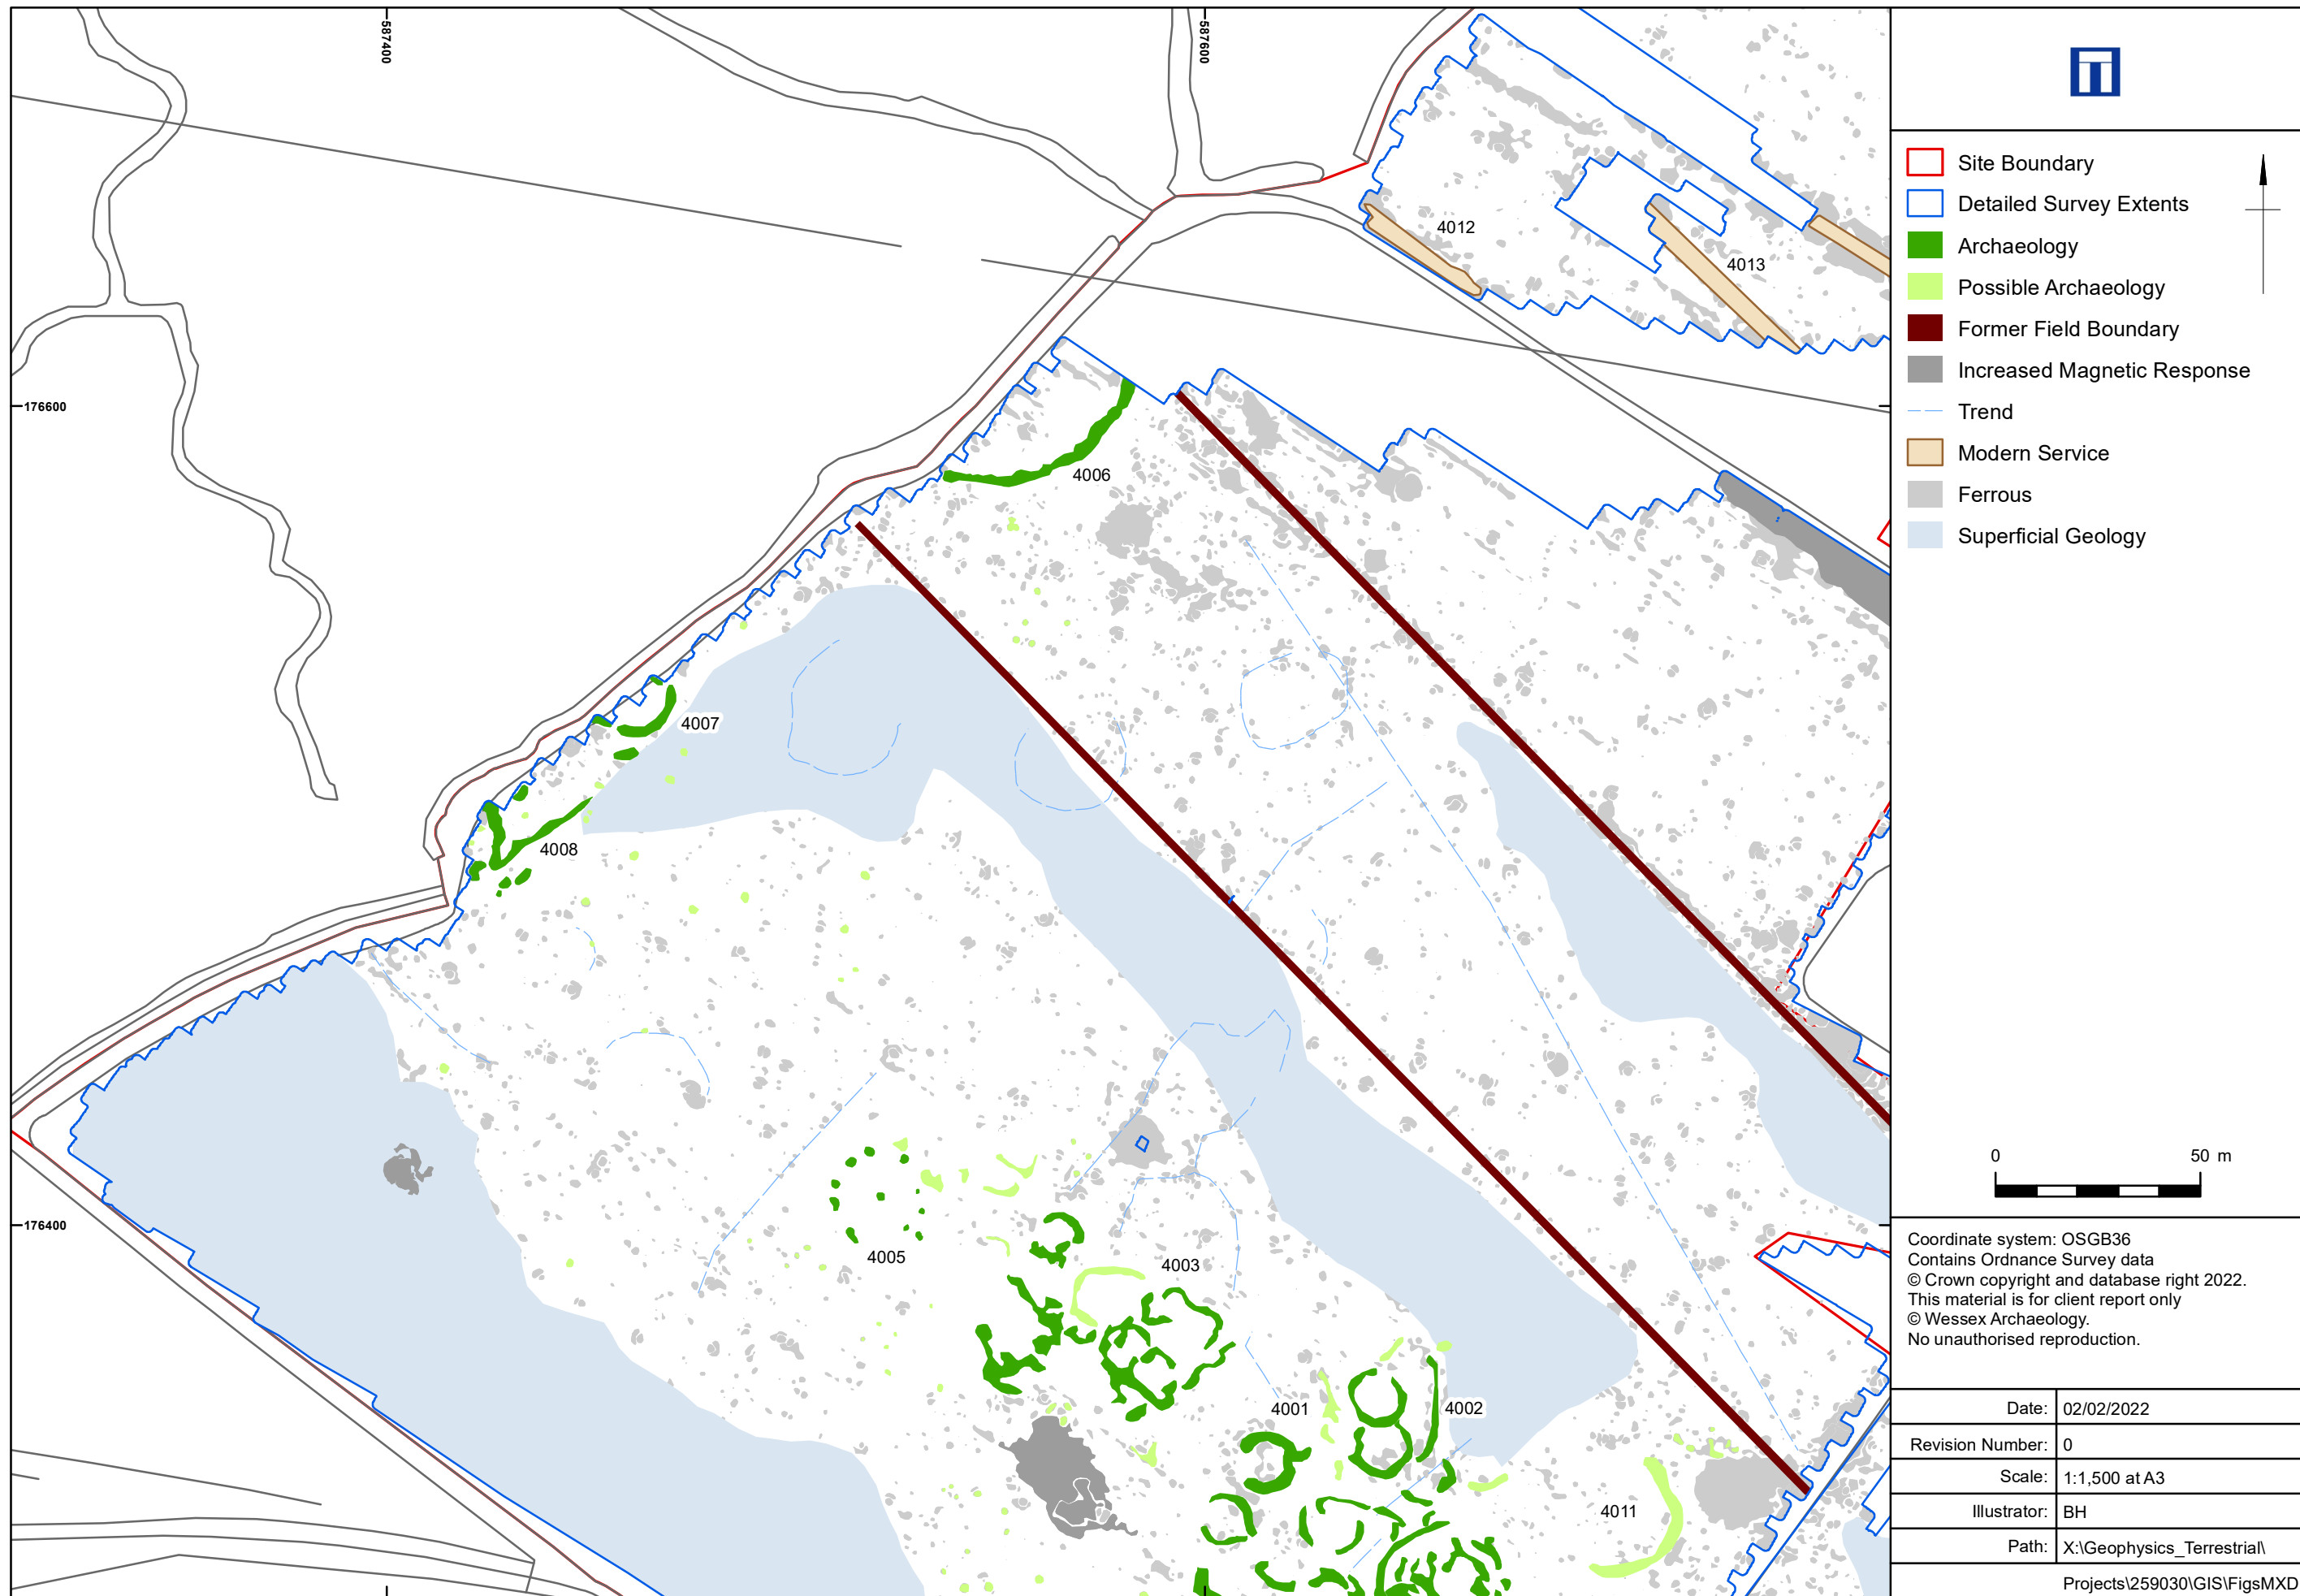 587400
587600
176600
176400
4012
4013
4006
4007
4008
4005
4003
4001
4002
4011
Site Boundary
Detailed Survey Extents
Archaeology
Possible Archaeology
Former Field Boundary
Increased Magnetic Response
Trend
Modern Service
Ferrous
Superficial Geology
0 50 m
Coordinate system: OSGB36
Contains Ordnance Survey data
© Crown copyright and database right 2022.
This material is for client report only
© Wessex Archaeology.
No unauthorised reproduction.
Date: 02/02/2022
Revision Number: 0
Scale: 1:1,500 at A3
Illustrator: BH
Path: X:\Geophysics_Terrestrial\
Projects\259030\GIS\FigsMXD